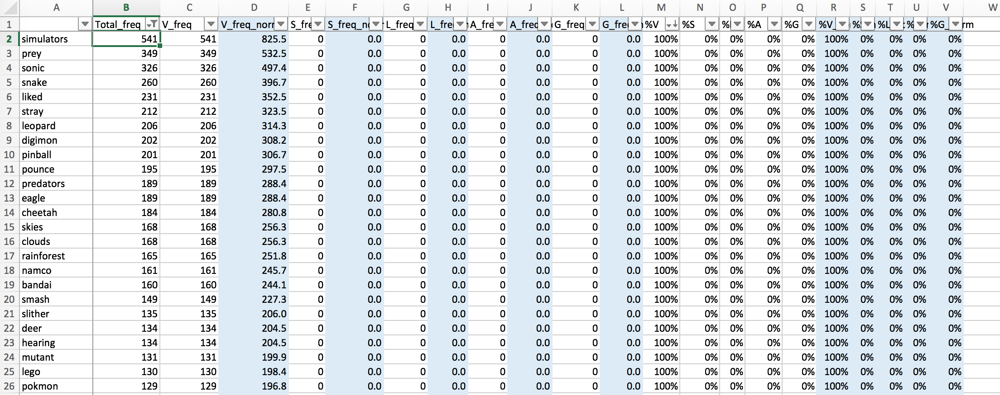 A B C D E F G H I J K L M N O P Q R S T U V W
1 Total_freq V_freq V_freq_norr S_fre S_freq_n L_freq L_fre A_fre A_freq G_freq G_fre %V %S % %A %G %V_ % %L % %G_ rm
2 simulators 541 541 825.5 0 0.0 0 0.0 0 0.0 0 0.0 100% 0% 0% 0% 0% 100% 0% 0% 0% 0%
3 prey 349 349 532.5 0 0.0 0 0.0 0 0.0 0 0.0 100% 0% 0% 0% 0% 100% 0% 0% 0% 0%
4 sonic 326 326 497.4 0 0.0 0 0.0 0 0.0 0 0.0 100% 0% 0% 0% 0% 100% 0% 0% 0% 0%
5 snake 260 260 396.7 0 0.0 0 0.0 0 0.0 0 0.0 100% 0% 0% 0% 0% 100% 0% 0% 0% 0%
6 liked 231 231 352.5 0 0.0 0 0.0 0 0.0 0 0.0 100% 0% 0% 0% 0% 100% 0% 0% 0% 0%
7 stray 212 212 323.5 0 0.0 0 0.0 0 0.0 0 0.0 100% 0% 0% 0% 0% 100% 0% 0% 0% 0%
8 leopard 206 206 314.3 0 0.0 0 0.0 0 0.0 0 0.0 100% 0% 0% 0% 0% 100% 0% 0% 0% 0%
9 digimon 202 202 308.2 0 0.0 0 0.0 0 0.0 0 0.0 100% 0% 0% 0% 0% 100% 0% 0% 0% 0%
10 pinball 201 201 306.7 0 0.0 0 0.0 0 0.0 0 0.0 100% 0% 0% 0% 0% 100% 0% 0% 0% 0%
11 pounce 195 195 297.5 0 0.0 0 0.0 0 0.0 0 0.0 100% 0% 0% 0% 0% 100% 0% 0% 0% 0%
12 predators 189 189 288.4 0 0.0 0 0.0 0 0.0 0 0.0 100% 0% 0% 0% 0% 100% 0% 0% 0% 0%
13 eagle 189 189 288.4 0 0.0 0 0.0 0 0.0 0 0.0 100% 0% 0% 0% 0% 100% 0% 0% 0% 0%
14 cheetah 184 184 280.8 0 0.0 0 0.0 0 0.0 0 0.0 100% 0% 0% 0% 0% 100% 0% 0% 0% 0%
15 skies 168 168 256.3 0 0.0 0 0.0 0 0.0 0 0.0 100% 0% 0% 0% 0% 100% 0% 0% 0% 0%
16 clouds 168 168 256.3 0 0.0 0 0.0 0 0.0 0 0.0 100% 0% 0% 0% 0% 100% 0% 0% 0% 0%
17 rainforest 165 165 251.8 0 0.0 0 0.0 0 0.0 0 0.0 100% 0% 0% 0% 0% 100% 0% 0% 0% 0%
18 namco 161 161 245.7 0 0.0 0 0.0 0 0.0 0 0.0 100% 0% 0% 0% 0% 100% 0% 0% 0% 0%
19 bandai 160 160 244.1 0 0.0 0 0.0 0 0.0 0 0.0 100% 0% 0% 0% 0% 100% 0% 0% 0% 0%
20 smash 149 149 227.3 0 0.0 0 0.0 0 0.0 0 0.0 100% 0% 0% 0% 0% 100% 0% 0% 0% 0%
21 slither 135 135 206.0 0 0.0 0 0.0 0 0.0 0 0.0 100% 0% 0% 0% 0% 100% 0% 0% 0% 0%
22 deer 134 134 204.5 0 0.0 0 0.0 0 0.0 0 0.0 100% 0% 0% 0% 0% 100% 0% 0% 0% 0%
23 hearing 134 134 204.5 0 0.0 0 0.0 0 0.0 0 0.0 100% 0% 0% 0% 0% 100% 0% 0% 0% 0%
24 mutant 131 131 199.9 0 0.0 0 0.0 0 0.0 0 0.0 100% 0% 0% 0% 0% 100% 0% 0% 0% 0%
25 lego 130 130 198.4 0 0.0 0 0.0 0 0.0 0 0.0 100% 0% 0% 0% 0% 100% 0% 0% 0% 0%
26 pokmon 129 129 196.8 0 0.0 0 0.0 0 0.0 0 0.0 100% 0% 0% 0% 0% 100% 0% 0% 0% 0%